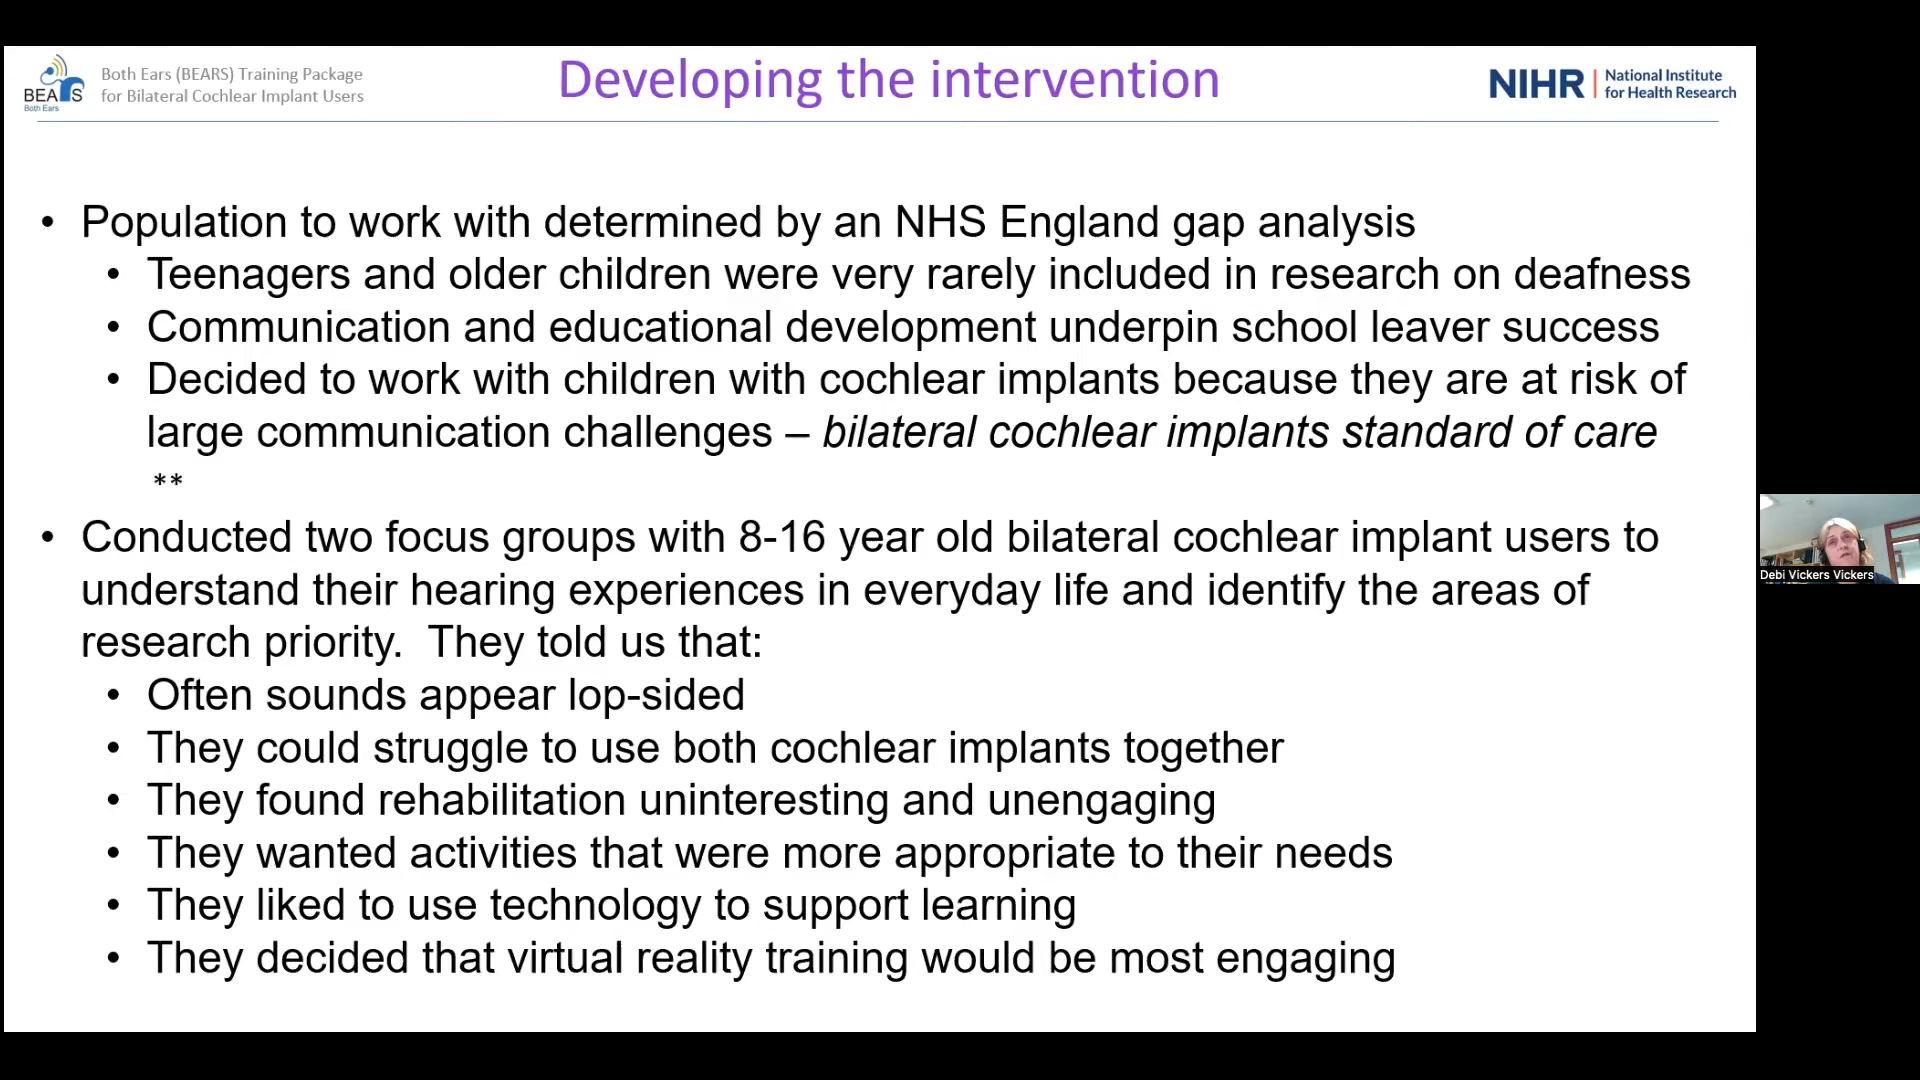 BEARS
Both Ears
Both Ears (BEARS) Training Package
for Bilateral Cochlear Implant Users
Developing the intervention
NIHR | National Institute
for Health Research
• Population to work with determined by an NHS England gap analysis
• Teenagers and older children were very rarely included in research on deafness
• Communication and educational development underpin school leaver success
• Decided to work with children with cochlear implants because they are at risk of
large communication challenges – bilateral cochlear implants standard of care
**
• Conducted two focus groups with 8-16 year old bilateral cochlear implant users to
understand their hearing experiences in everyday life and identify the areas of
research priority.  They told us that:
• Often sounds appear lop-sided
• They could struggle to use both cochlear implants together
• They found rehabilitation uninteresting and unengaging
• They wanted activities that were more appropriate to their needs
• They liked to use technology to support learning
• They decided that virtual reality training would be most engaging
Debi Vickers Vickers